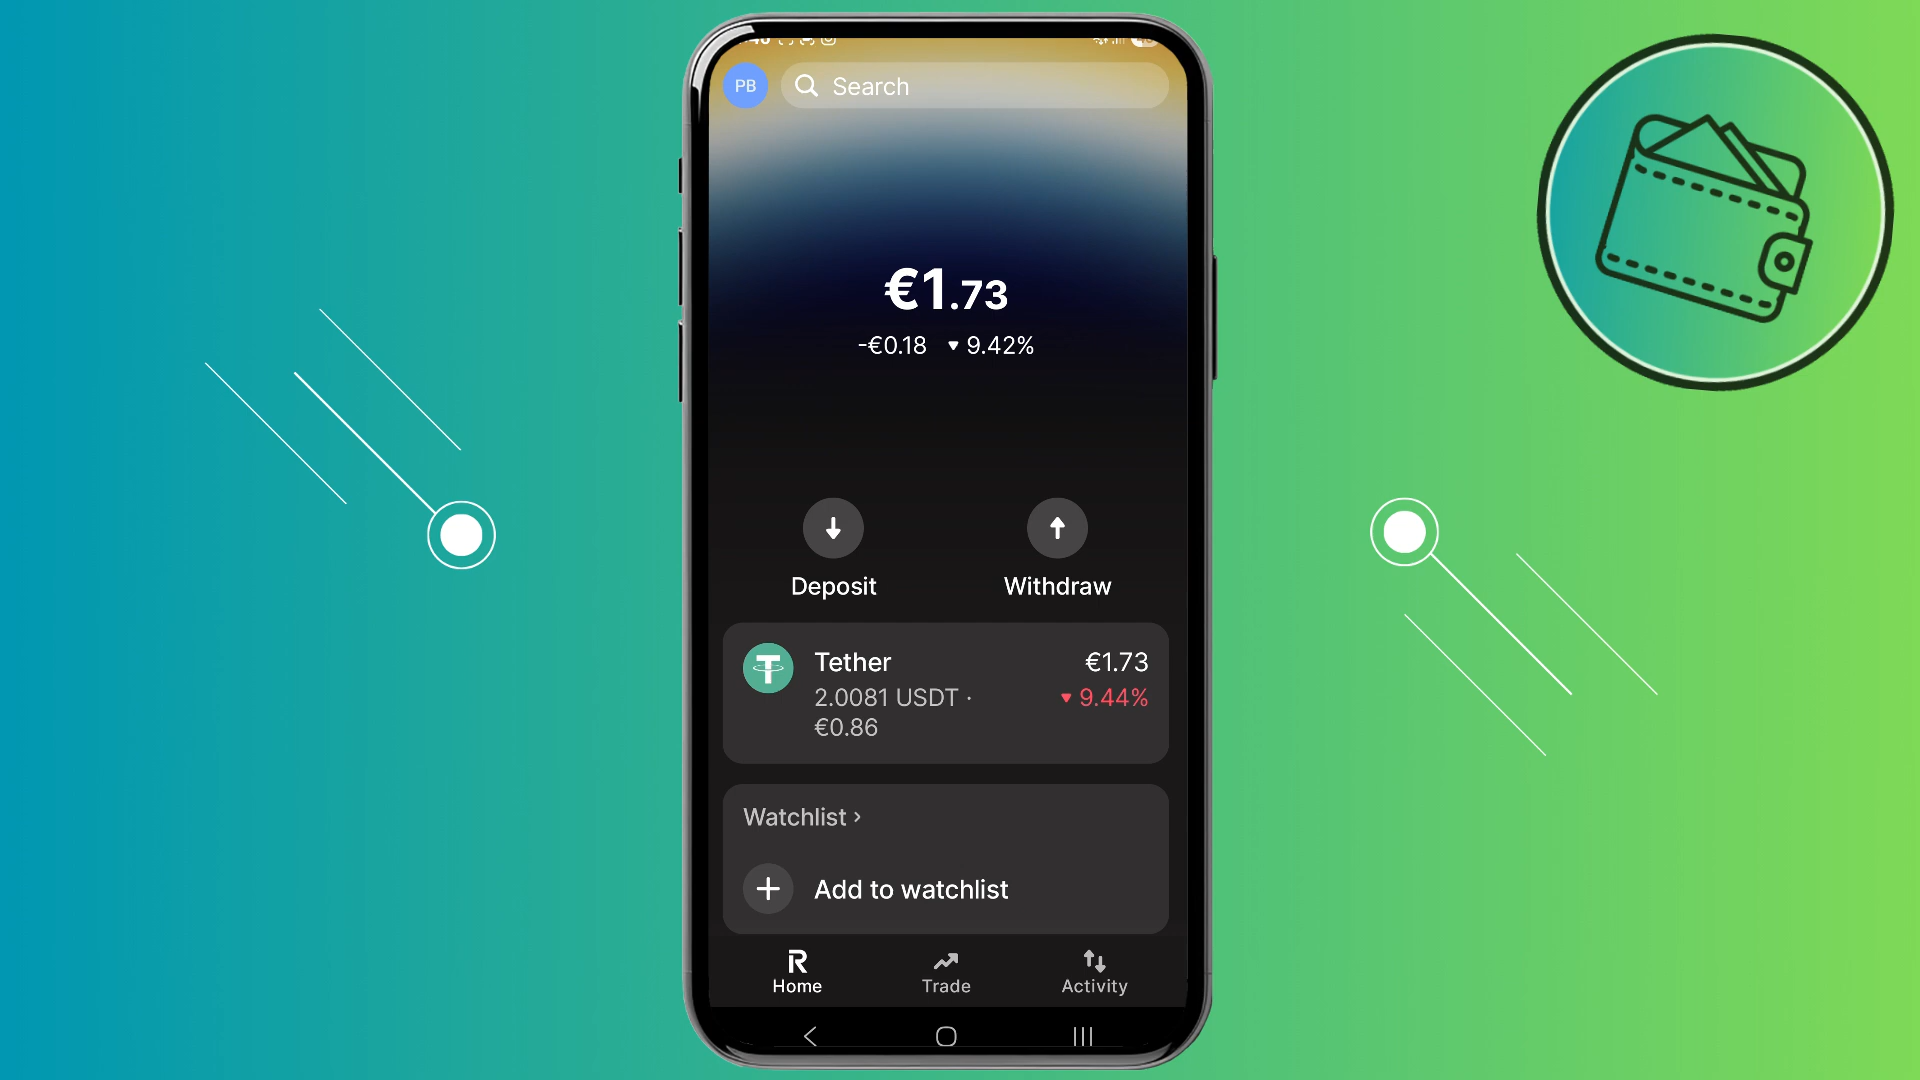 PB
Search
€1.73
-€0.18 ▼ 9.42%
Deposit
Withdraw
Tether
€1.73
2.0081 USDT ·
▼ 9.44%
€0.86
Watchlist ›
Add to watchlist
Home
Trade
Activity